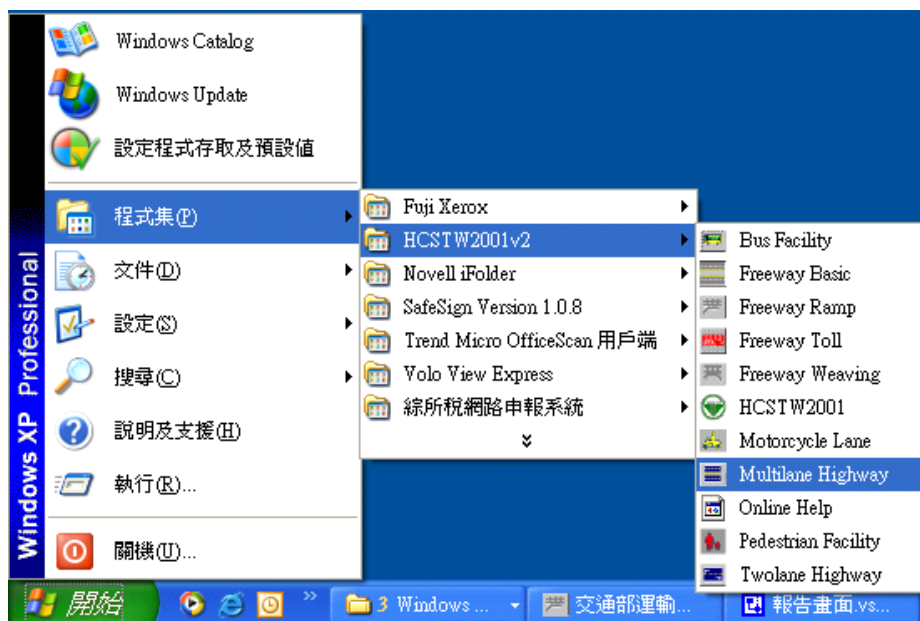 Windows XP Professional
Windows Catalog
Windows Update
設定程式存取及預設值
程式集(P)
文件(D)
設定(S)
搜尋(C)
說明及支援(H)
執行(R)...
關機(U)...
Fuji Xerox
HCSTW2001v2
Novell iFolder
SafeSign Version 1.0.8
Trend Micro OfficeScan 用戶端
Volo View Express
綜所稅網路申報系統
Bus Facility
Freeway Basic
Freeway Ramp
Freeway Toll
Freeway Weaving
HCSTW2001
Motorcycle Lane
Multilane Highway
Online Help
Pedestrian Facility
Twolane Highway
開始
3 Windows ...
交通部運輸...
報告畫面.vs...